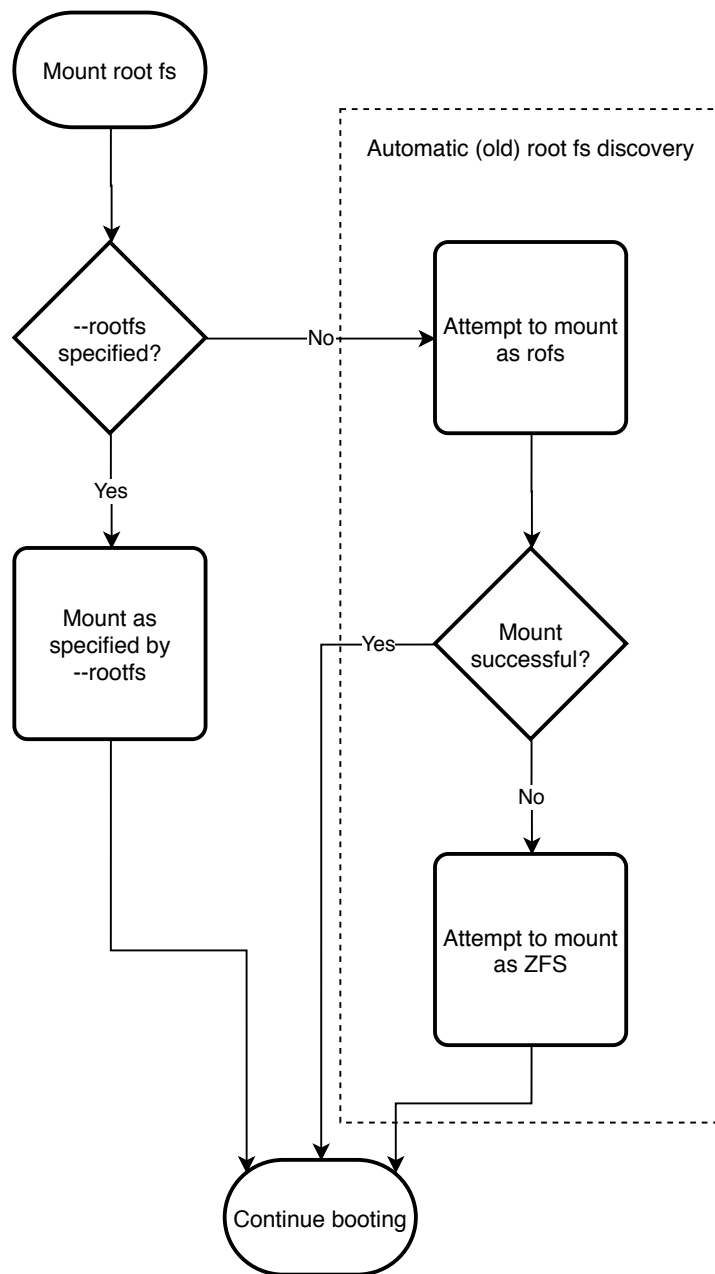 Mount root fs
Automatic (old) root fs discovery
--rootfs
specified?
No
Attempt to mount
as rofs
Yes
Mount as
specified by
--rootfs
Mount
successful?
Yes
No
Attempt to mount
as ZFS
Continue booting